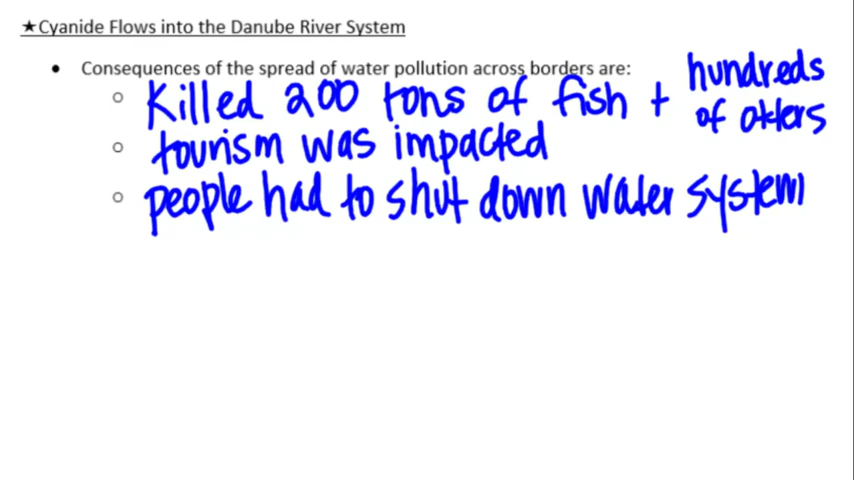 ★Cyanide Flows into the Danube River System
• Consequences of the spread of water pollution across borders are:
○ Killed 200 tons of fish + hundreds of otters
○ tourism was impacted
○ people had to shut down water system